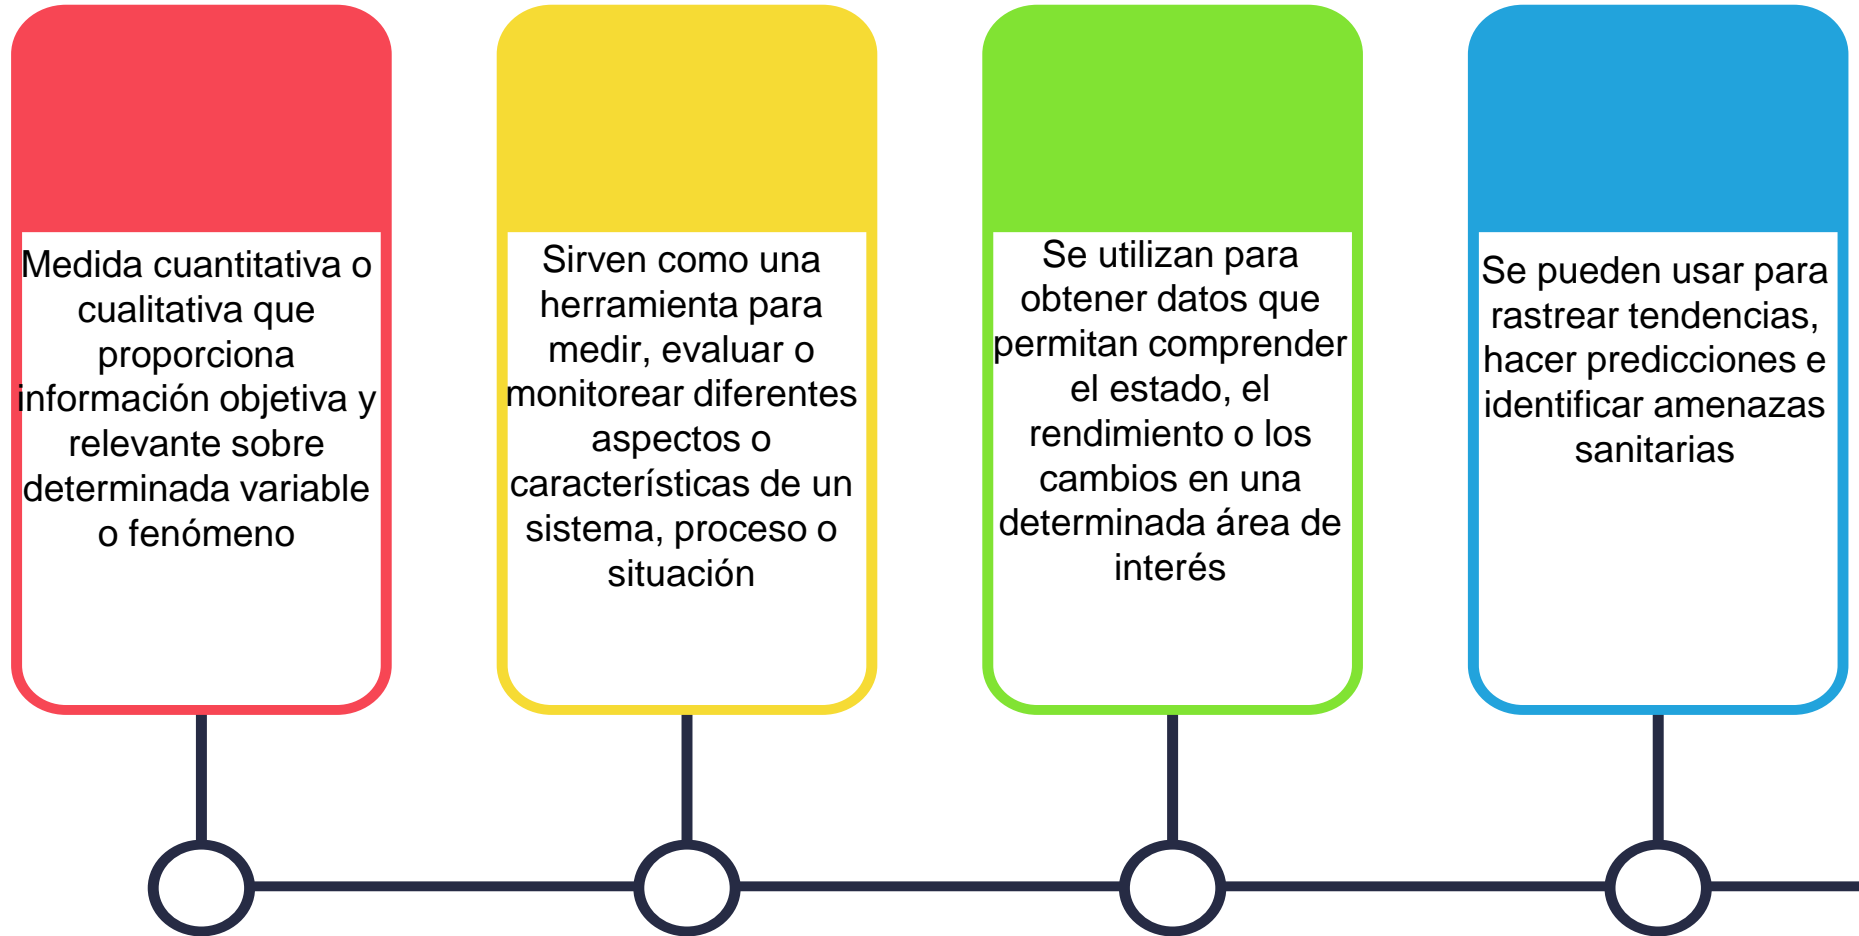 Medida cuantitativa o
cualitativa que
proporciona
información objetiva y
relevante sobre
determinada variable
o fenómeno
Sirven como una
herramienta para
medir, evaluar o
monitorear diferentes
aspectos o
características de un
sistema, proceso o
situación
Se utilizan para
obtener datos que
permitan comprender
el estado, el
rendimiento o los
cambios en una
determinada área de
interés
Se pueden usar para
rastrear tendencias,
hacer predicciones e
identificar amenazas
sanitarias